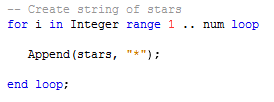 -- Create string of stars
for i in Integer range 1 .. num loop
Append(stars, "*");
end loop;